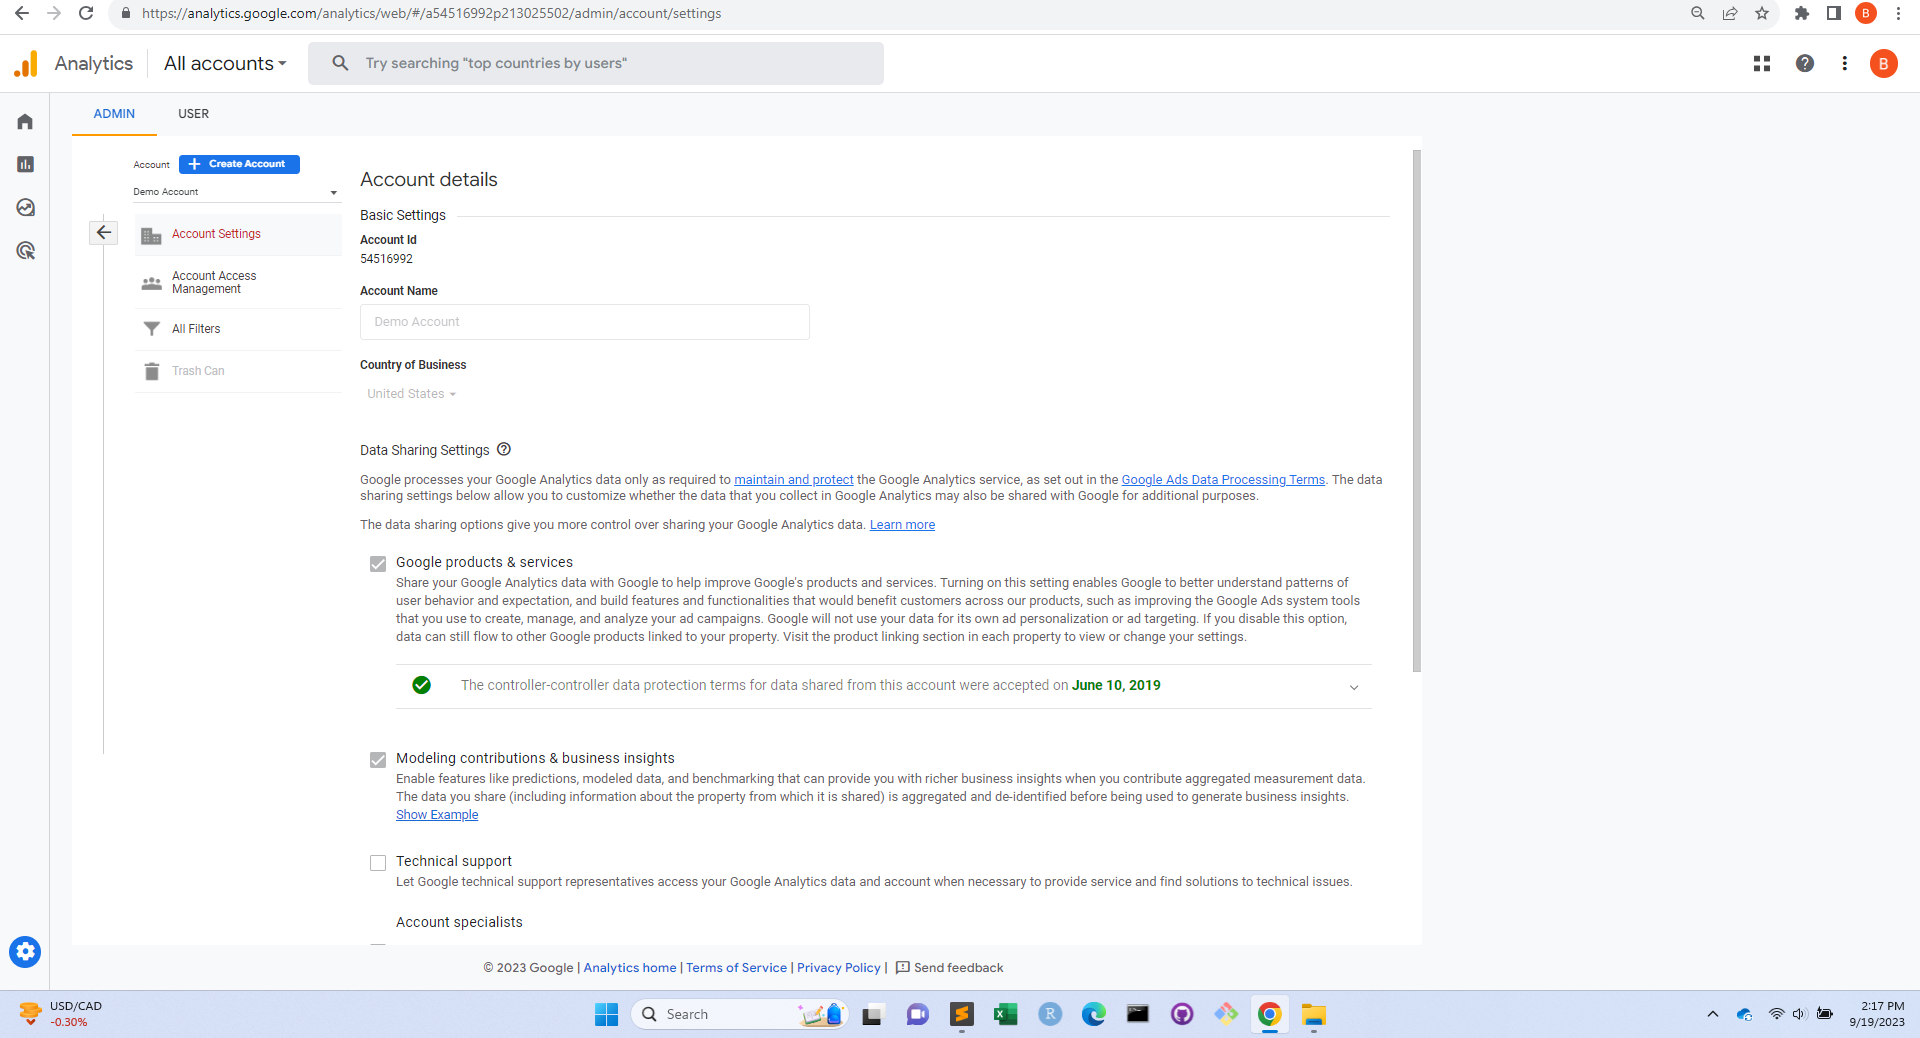 https://analytics.google.com/analytics/web/#/a54516992p213025502/admin/account/settings
B
Analytics
All accounts
Try searching "top countries by users"
B
ADMIN
USER
Account
Create Account
Demo Account
Account Settings
Account Access
Management
All Filters
Trash Can
Account details
Basic Settings
Account Id
54516992
Account Name
Demo Account
Country of Business
United States
Data Sharing Settings
Google processes your Google Analytics data only as required to maintain and protect the Google Analytics service, as set out in the Google Ads Data Processing Terms. The data
sharing settings below allow you to customize whether the data that you collect in Google Analytics may also be shared with Google for additional purposes.
The data sharing options give you more control over sharing your Google Analytics data. Learn more
Google products & services
Share your Google Analytics data with Google to help improve Google's products and services. Turning on this setting enables Google to better understand patterns of
user behavior and expectation, and build features and functionalities that would benefit customers across our products, such as improving the Google Ads system tools
that you use to create, manage, and analyze your ad campaigns. Google will not use your data for its own ad personalization or ad targeting. If you disable this option,
data can still flow to other Google products linked to your property. Visit the product linking section in each property to view or change your settings.
The controller-controller data protection terms for data shared from this account were accepted on June 10, 2019
Modeling contributions & business insights
Enable features like predictions, modeled data, and benchmarking that can provide you with richer business insights when you contribute aggregated measurement data.
The data you share (including information about the property from which it is shared) is aggregated and de-identified before being used to generate business insights.
Show Example
Technical support
Let Google technical support representatives access your Google Analytics data and account when necessary to provide service and find solutions to technical issues.
Account specialists
© 2023 Google | Analytics home | Terms of Service | Privacy Policy | Send feedback
USD/CAD
-0.30%
Search
R
2:17 PM
9/19/2023